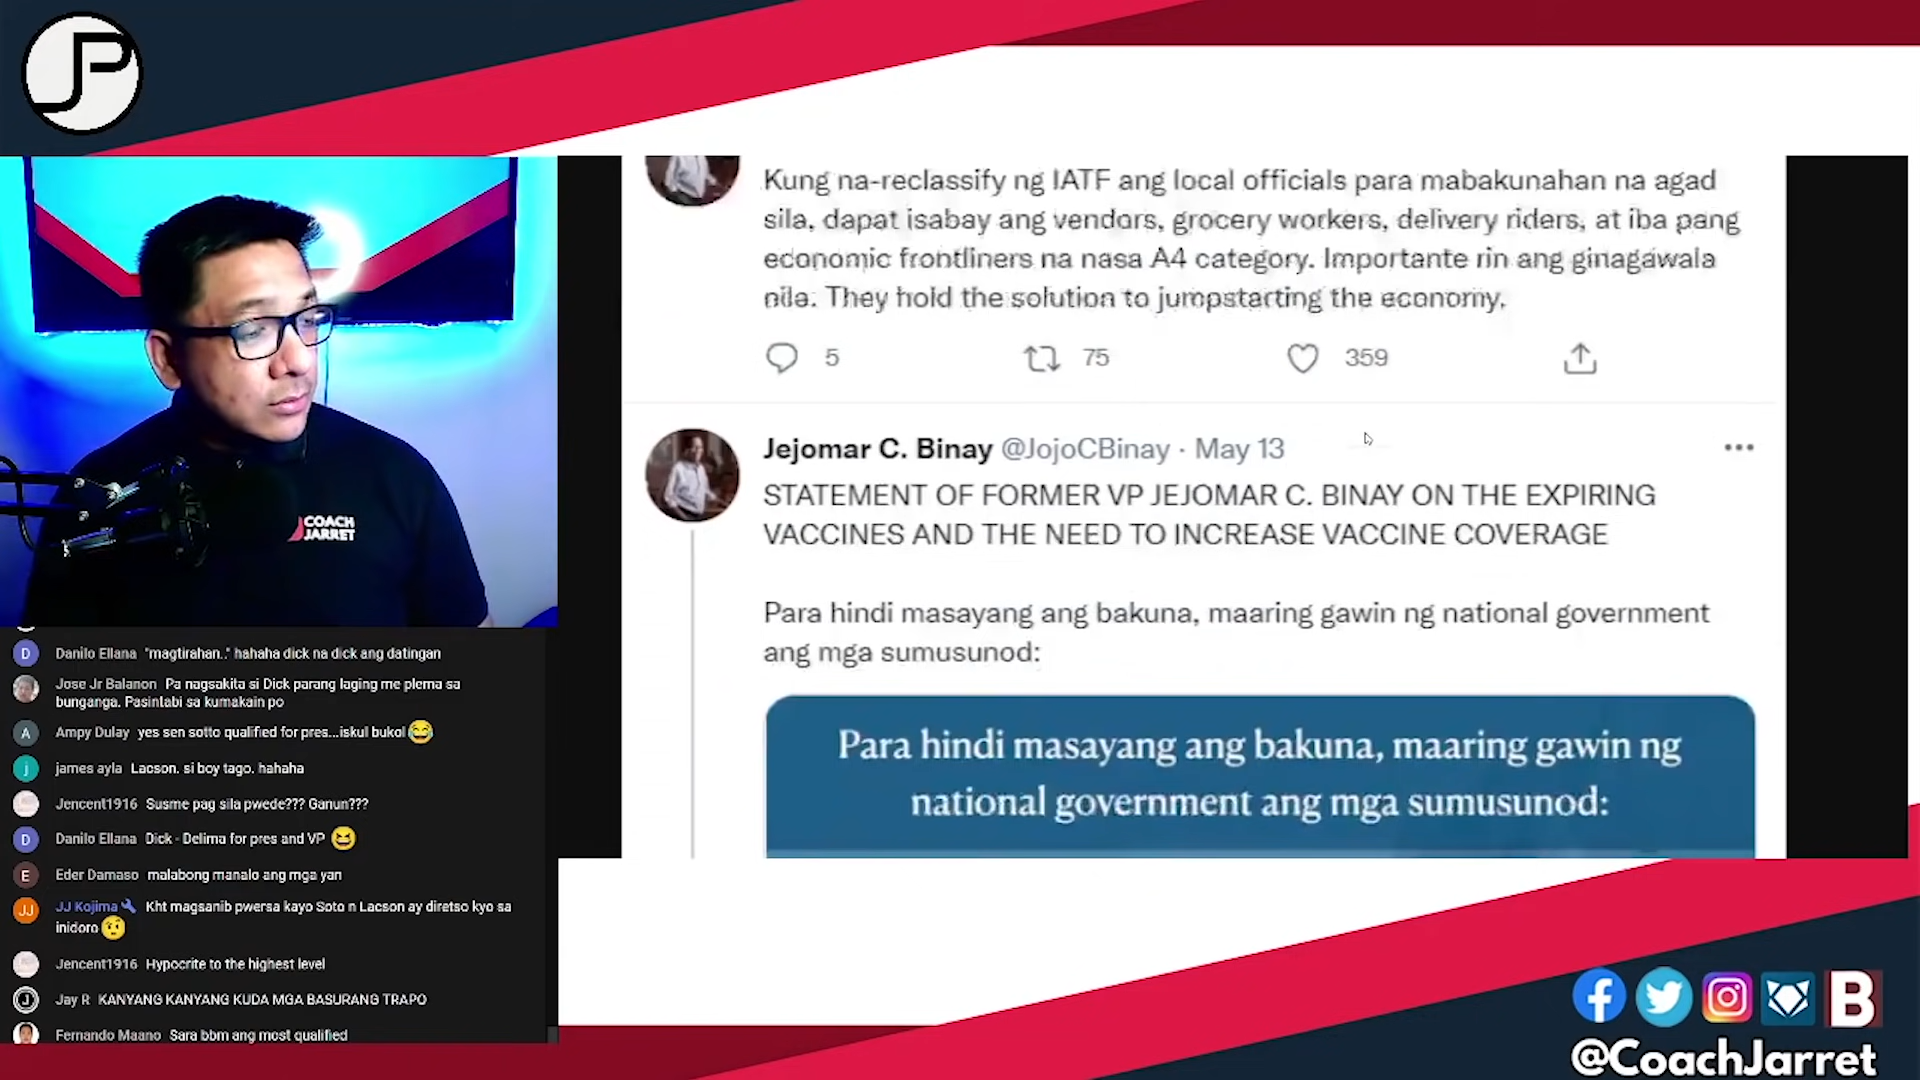 JP
Kung na-reclassify ng IATF ang local officials para mabakunahan na agad
sila, dapat isabay ang vendors, grocery workers, delivery riders, at iba pang
economic frontliners na nasa A4 category. Importante rin ang ginagawala
nila. They hold the solution to jumpstarting the economy.
5 75 359
Jejomar C. Binay @JojoCBinay · May 13
STATEMENT OF FORMER VP JEJOMAR C. BINAY ON THE EXPIRING
VACCINES AND THE NEED TO INCREASE VACCINE COVERAGE
Para hindi masayang ang bakuna, maaring gawin ng national government
ang mga sumusunod:
Para hindi masayang ang bakuna, maaring gawin ng
national government ang mga sumusunod:
COACH
JARRET
D Danilo Ellana "magtirahan.." hahaha dick na dick ang datingan
Jose Jr Balanon Pa nagsakita si Dick parang laging me plema sa
bunganga. Pasintabi sa kumakain po
A Ampy Dulay yes sen sotto qualified for pres...iskul bukol 😂
j james ayla Lacson. si boy tago. hahaha
Jencent1916 Susme pag sila pwede??? Ganun???
D Danilo Ellana Dick - Delima for pres and VP 😆
E Eder Damaso malabong manalo ang mga yan
JJ JJ Kojima Kht magsanib pwersa kayo Soto n Lacson ay diretso kyo sa
inidoro 🤨
Jencent1916 Hypocrite to the highest level
J Jay R KANYANG KANYANG KUDA MGA BASURANG TRAPO
Fernando Maano Sara bbm ang most qualified
B
@CoachJarret